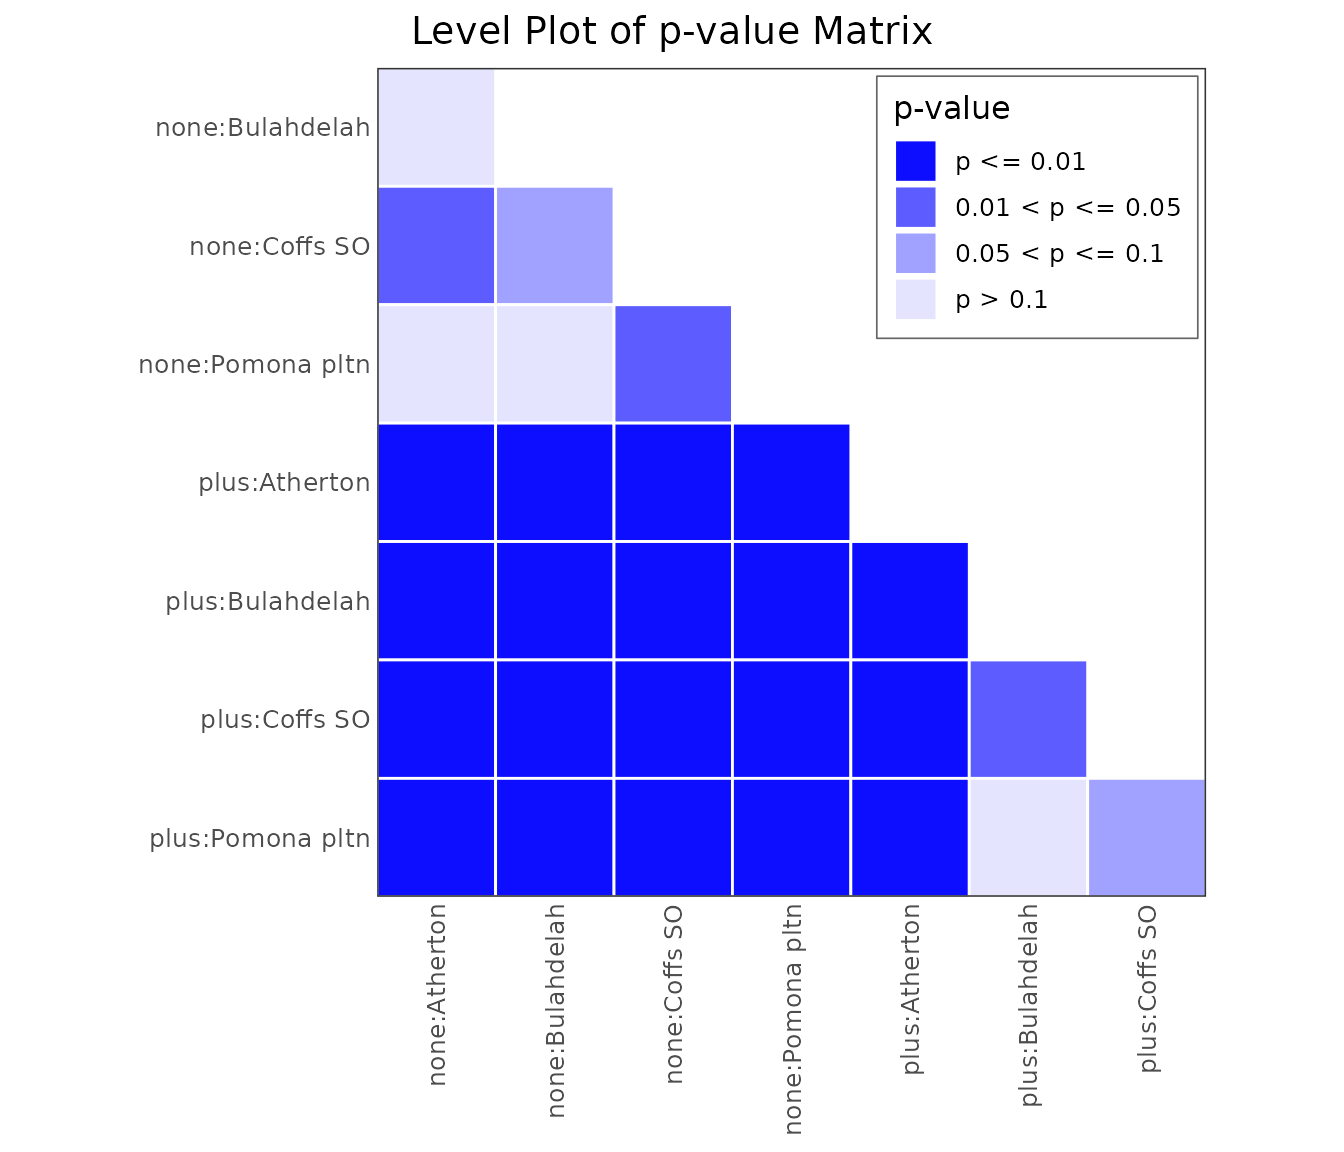 Level Plot of p-value Matrix
p-value
p <= 0.01
0.01 < p <= 0.05
0.05 < p <= 0.1
p > 0.1
none:Bulahdelah
none:Coffs SO
none:Pomona pltn
plus:Atherton
plus:Bulahdelah
plus:Coffs SO
plus:Pomona pltn
none:Atherton
none:Bulahdelah
none:Coffs SO
none:Pomona pltn
plus:Atherton
plus:Bulahdelah
plus:Coffs SO